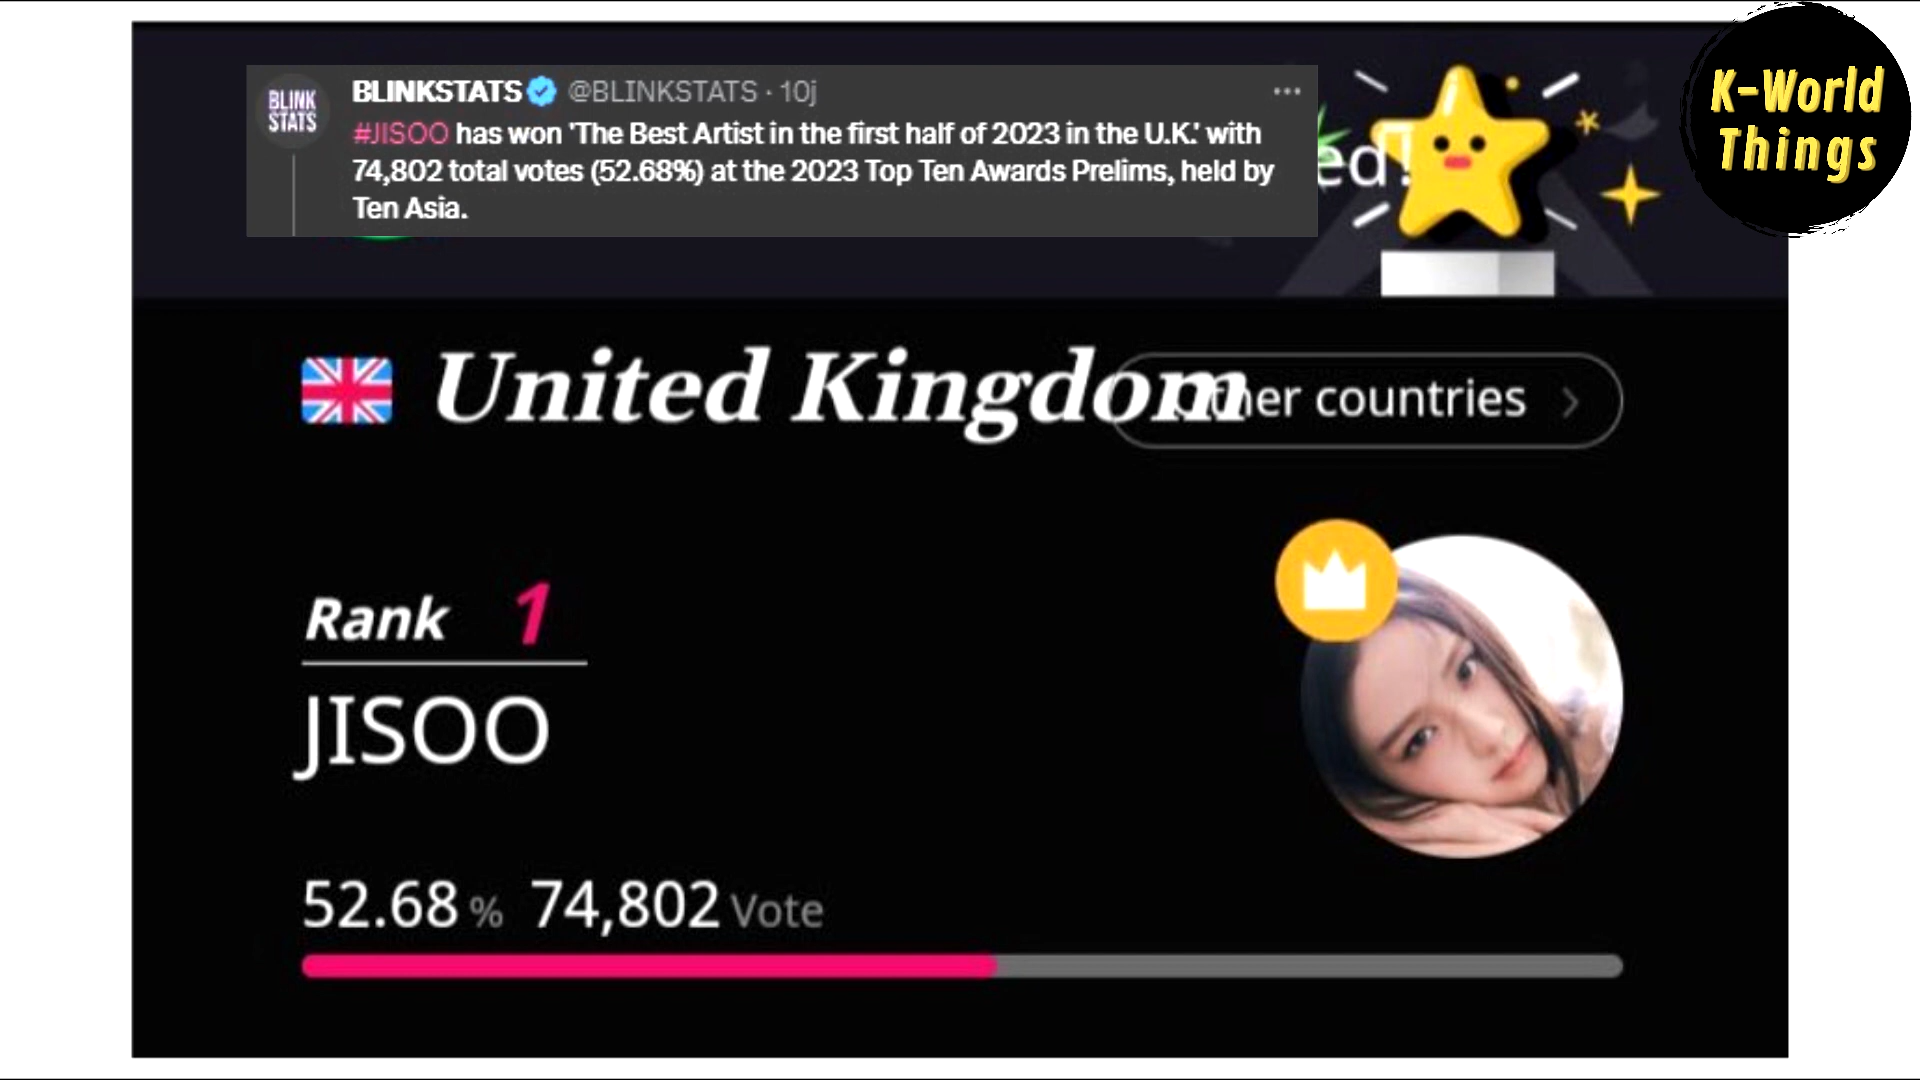 BLINK
STATS
BLINKSTATS @BLINKSTATS · 10j
#JISOO has won 'The Best Artist in the first half of 2023 in the U.K.' with
74,802 total votes (52.68%) at the 2023 Top Ten Awards Prelims, held by
Ten Asia.
K-World
Things
United Kingdom
countries
Rank 1
JISOO
52.68 % 74,802 Vote